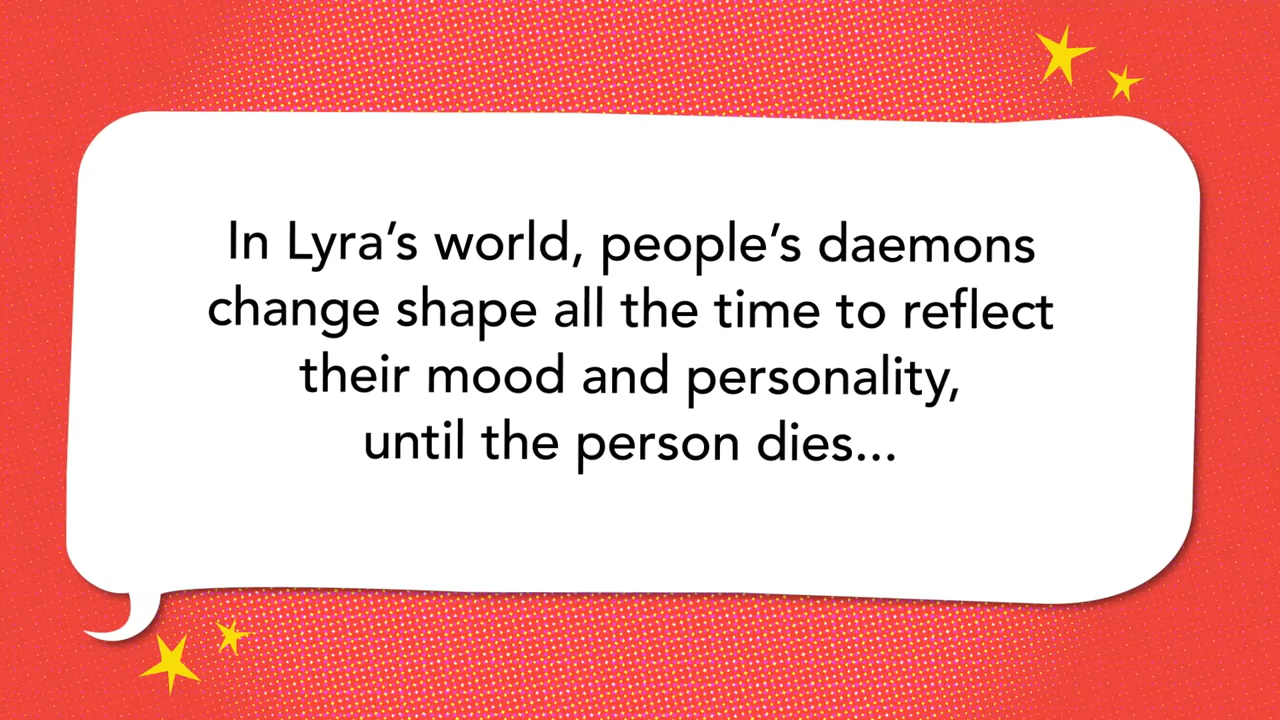 In Lyra’s world, people’s daemons
change shape all the time to reflect
their mood and personality,
until the person dies...